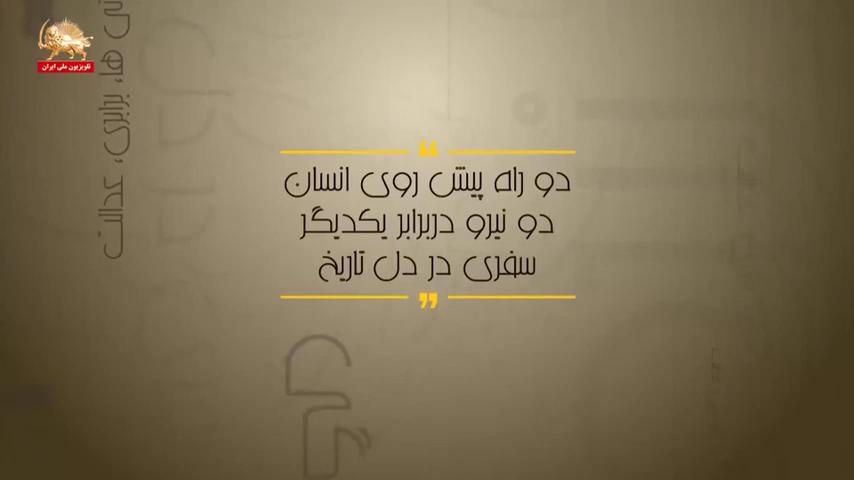 تلویزیون ملی ایران
نی ها، برابری، عدالت
دو راه پیش روی انسان
دو نیرو دربرابر یکدیگر
سفری در دل تاریخ